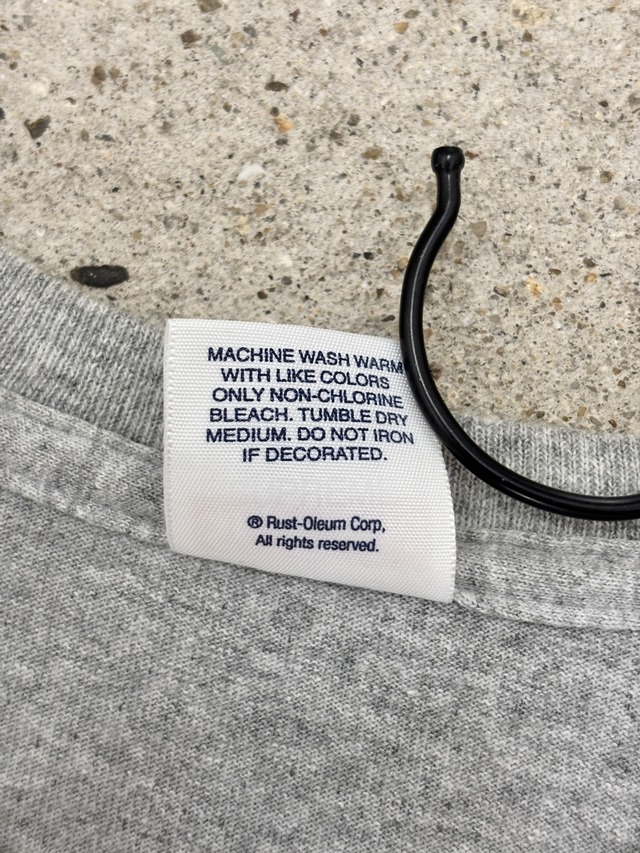 MACHINE WASH WARM
WITH LIKE COLORS
ONLY NON-CHLORINE
BLEACH. TUMBLE DRY
MEDIUM. DO NOT IRON
IF DECORATED.
® Rust-Oleum Corp,
All rights reserved.